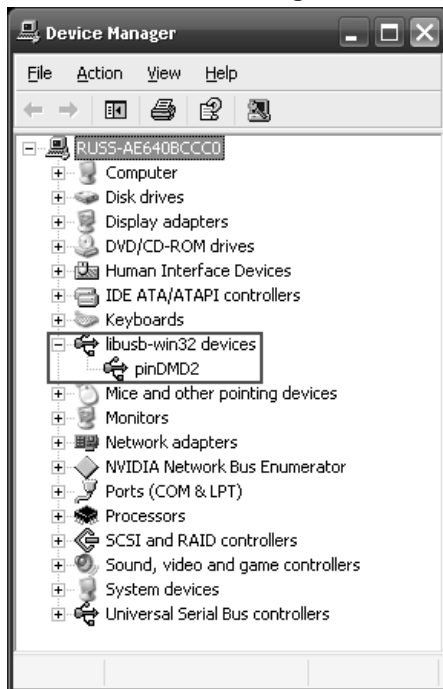 Device Manager
File Action View Help
RUSS-AE640BCCC0
Computer
Disk drives
Display adapters
DVD/CD-ROM drives
Human Interface Devices
IDE ATA/ATAPI controllers
Keyboards
libusb-win32 devices
pinDMD2
Mice and other pointing devices
Monitors
Network adapters
NVIDIA Network Bus Enumerator
Ports (COM & LPT)
Processors
SCSI and RAID controllers
Sound, video and game controllers
System devices
Universal Serial Bus controllers